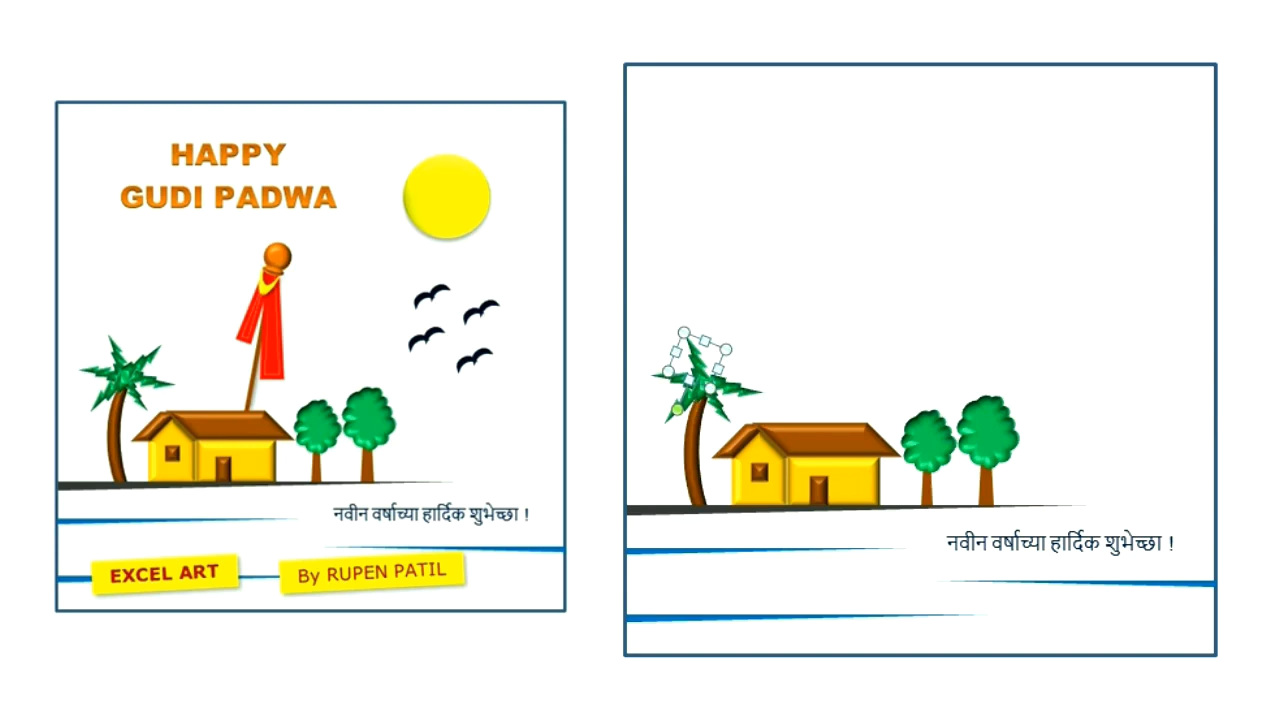 HAPPY
GUDI PADWA
नवीन वर्षाच्या हार्दिक शुभेच्छा !
EXCEL ART
By RUPEN PATIL
नवीन वर्षाच्या हार्दिक शुभेच्छा !